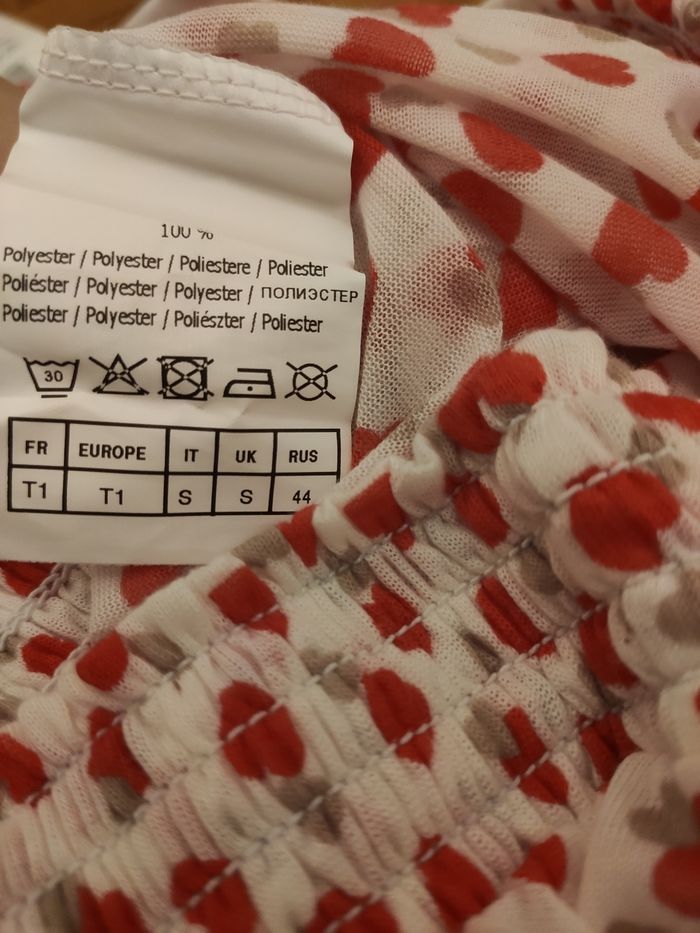 100 %
Polyester / Polyester / Poliestere / Poliester
Poliéster / Polyester / Polyester / ПОЛИЭСТЕР
Poliester / Polyester / Poliészter / Poliester
30
FR EUROPE IT UK RUS
T1 T1 S S 44